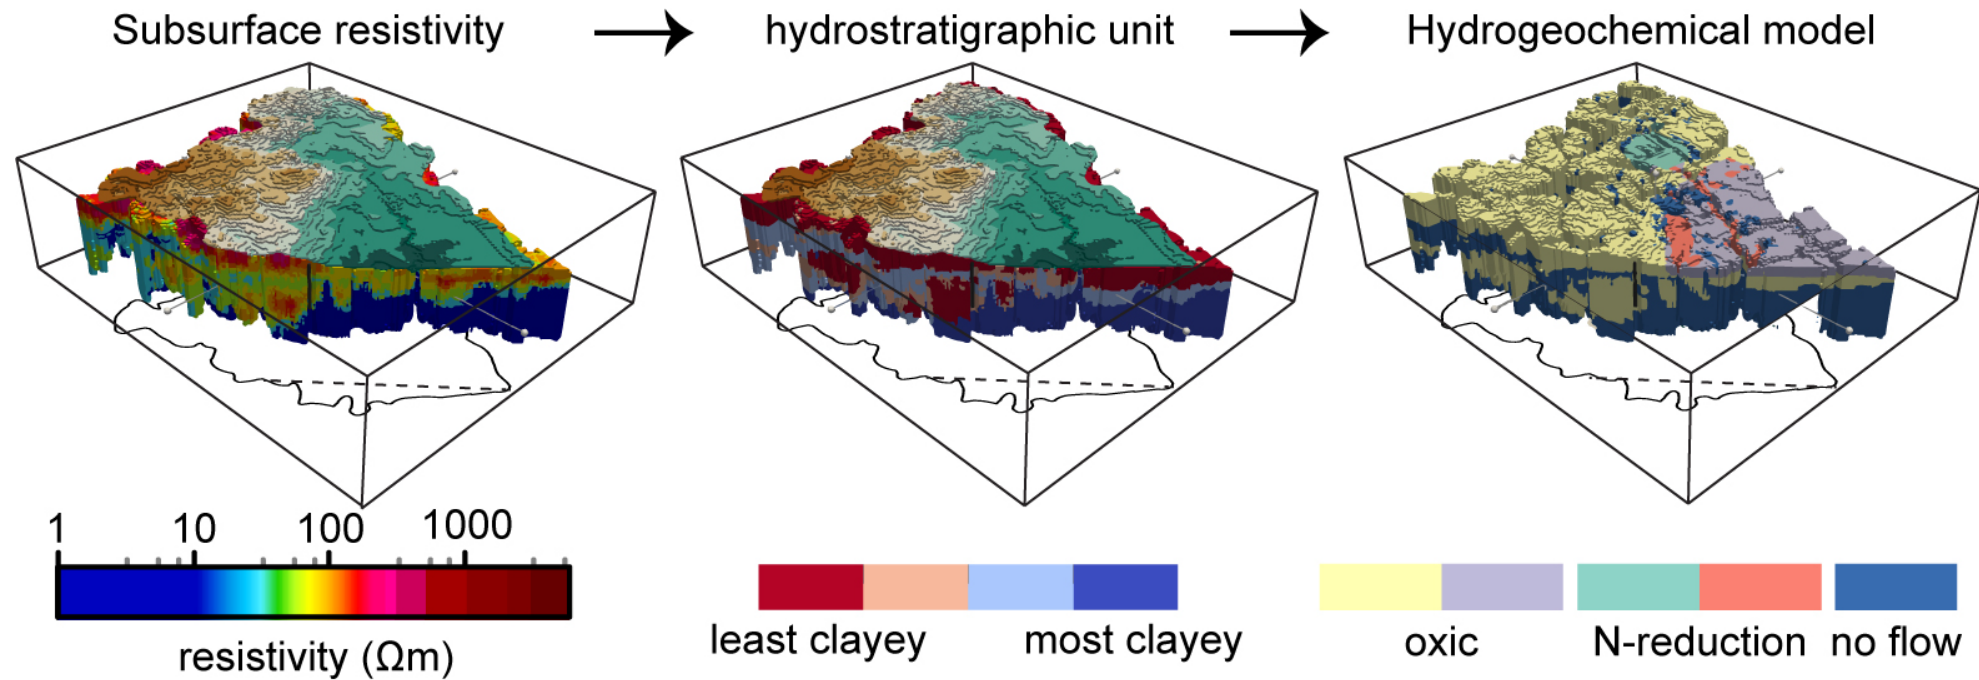 Subsurface resistivity → hydrostratigraphic unit → Hydrogeochemical model
1 10 100 1000
resistivity (Ωm)
least clayey most clayey
oxic N-reduction no flow